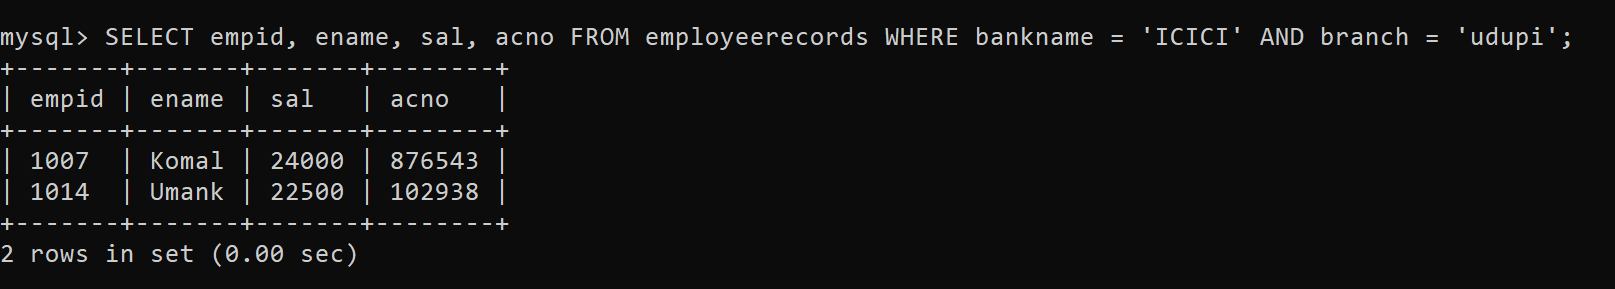 mysql> SELECT empid, ename, sal, acno FROM employeerecords WHERE bankname = 'ICICI' AND branch = 'udupi';
+-------+-------+-------+--------+
| empid | ename | sal   | acno   |
+-------+-------+-------+--------+
| 1007  | Komal | 24000 | 876543 |
| 1014  | Umank | 22500 | 102938 |
+-------+-------+-------+--------+
2 rows in set (0.00 sec)